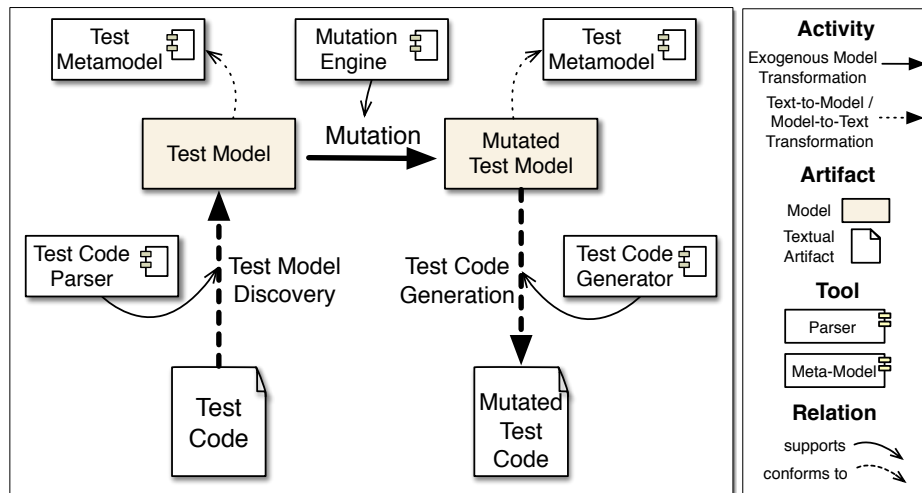 Test
Metamodel
Mutation
Engine
Test
Metamodel
Test Model
Mutation
Mutated
Test Model
Test Code
Parser
Test Model
Discovery
Test Code
Generation
Test Code
Generator
Test
Code
Mutated
Test
Code
Activity
Exogenous Model
Transformation
Text-to-Model /
Model-to-Text
Transformation
Artifact
Model
Textual
Artifact
Tool
Parser
Meta-Model
Relation
supports
conforms to